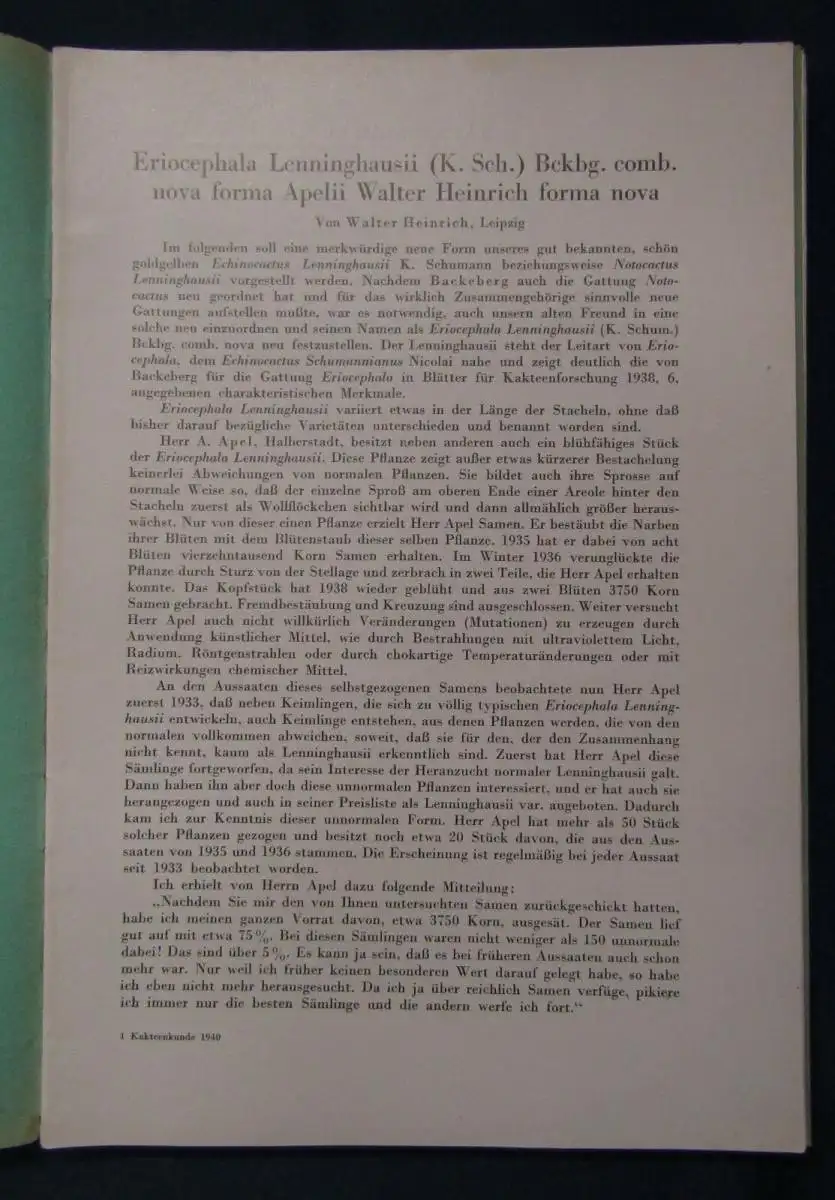 Eriocephala Lenninghausii (K. Sch.) Bckbg. comb.
nova forma Apelii Walter Heinrich forma nova
Von Walter Heinrich, Leipzig
Im folgenden soll eine merkwürdige neue Form unseres gut bekannten, schön
goldgelben Echinocactus Lenninghausii K. Schumann beziehungsweise Notocactus
Lenninghausii vorgestellt werden. Nachdem Backeberg auch die Gattung Noto-
cactus neu geordnet hat und für das wirklich Zusammengehörige sinnvolle neue
Gattungen aufstellen mußte, war es notwendig, auch unsern alten Freund in eine
solche neu einzuordnen und seinen Namen als Eriocephala Lenninghausii (K. Schum.)
Bckbg. comb. nova neu festzustellen. Der Lenninghausii steht der Leitart von Erio-
cephala, dem Echinocactus Schumannianus Nicolai nahe und zeigt deutlich die von
Backeberg für die Gattung Eriocephala in Blätter für Kakteenforschung 1938, 6,
angegebenen charakteristischen Merkmale.
Eriocephala Lenninghausii variiert etwas in der Länge der Stacheln, ohne daß
bisher darauf bezügliche Varietäten unterschieden und benannt worden sind.
Herr A. Apel, Halberstadt, besitzt neben anderen auch ein blühfähiges Stück
der Eriocephala Lenninghausii. Diese Pflanze zeigt außer etwas kürzerer Bestachelung
keinerlei Abweichungen von normalen Pflanzen. Sie bildet auch ihre Sprosse auf
normale Weise so, daß der einzelne Sproß am oberen Ende einer Areole hinter den
Stacheln zuerst als Wollflöckchen sichtbar wird und dann allmählich größer heraus-
wächst. Nur von dieser einen Pflanze erzielt Herr Apel Samen. Er bestäubt die Narben
ihrer Blüten mit dem Blütenstaub dieser selben Pflanze. 1935 hat er dabei von acht
Blüten vierzehntausend Korn Samen erhalten. Im Winter 1936 verunglückte die
Pflanze durch Sturz von der Stellage und zerbrach in zwei Teile, die Herr Apel erhalten
konnte. Das Kopfstück hat 1938 wieder geblüht und aus zwei Blüten 3750 Korn
Samen gebracht. Fremdbestäubung und Kreuzung sind ausgeschlossen. Weiter versucht
Herr Apel auch nicht willkürlich Veränderungen (Mutationen) zu erzeugen durch
Anwendung künstlicher Mittel, wie durch Bestrahlungen mit ultraviolettem Licht,
Radium, Röntgenstrahlen oder durch chokartige Temperaturänderungen oder mit
Reizwirkungen chemischer Mittel.
An den Aussaaten dieses selbstgezogenen Samens beobachtete nun Herr Apel
zuerst 1933, daß neben Keimlingen, die sich zu völlig typischen Eriocephala Lenning-
hausii entwickeln, auch Keimlinge entstehen, aus denen Pflanzen werden, die von den
normalen vollkommen abweichen, soweit, daß sie für den, der den Zusammenhang
nicht kennt, kaum als Lenninghausii erkenntlich sind. Zuerst hat Herr Apel diese
Sämlinge fortgeworfen, da sein Interesse der Heranzucht normaler Lenninghausii galt.
Dann haben ihn aber doch diese unnormalen Pflanzen interessiert, und er hat auch sie
herangezogen und auch in seiner Preisliste als Lenninghausii var. angeboten. Dadurch
kam ich zur Kenntnis dieser unnormalen Form. Herr Apel hat mehr als 50 Stück
solcher Pflanzen gezogen und besitzt noch etwa 20 Stück davon, die aus den Aus-
saaten von 1935 und 1936 stammen. Die Erscheinung ist regelmäßig bei jeder Aussaat
seit 1933 beobachtet worden.
Ich erhielt von Herrn Apel dazu folgende Mitteilung:
„Nachdem Sie mir den von Ihnen untersuchten Samen zurückgeschickt hatten,
habe ich meinen ganzen Vorrat davon, etwa 3750 Korn, ausgesät. Der Samen lief
gut auf mit etwa 75%. Bei diesen Sämlingen waren nicht weniger als 150 unnormale
dabei! Das sind über 5%. Es kann ja sein, daß es bei früheren Aussaaten auch schon
mehr war. Nur weil ich früher keinen besonderen Wert darauf gelegt habe, so habe
ich eben nicht mehr herausgesucht. Da ich ja über reichlich Samen verfüge, pikiere
ich immer nur die besten Sämlinge und die andern werfe ich fort.“
1 Kakteenkunde 1940